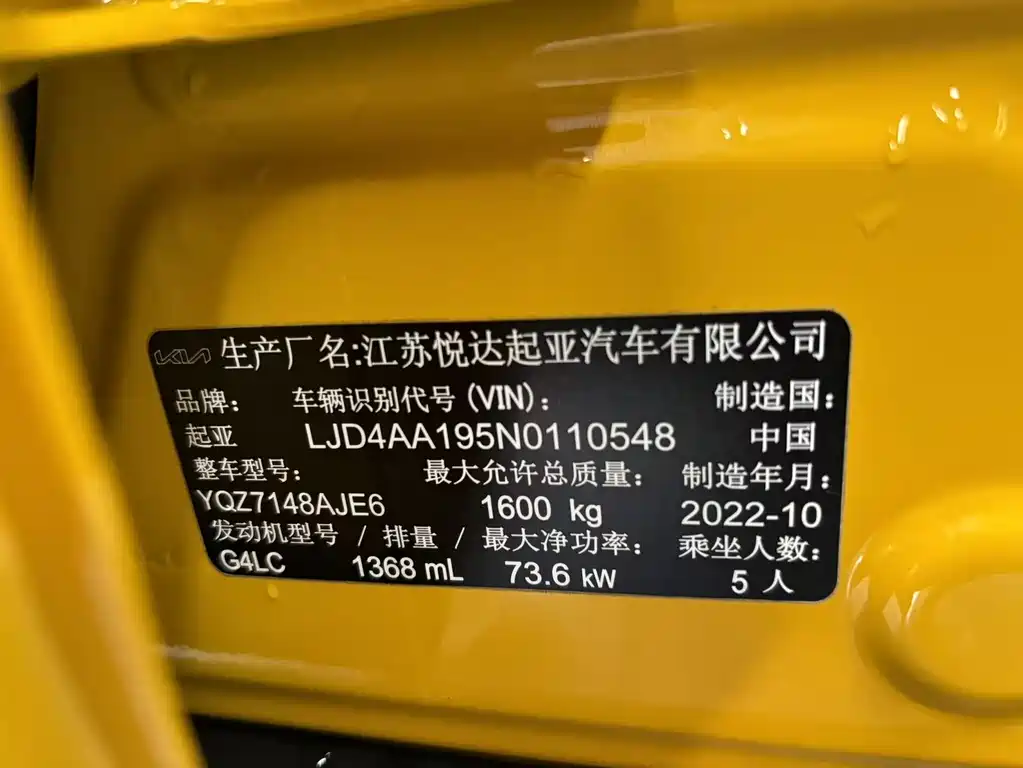 KIA 生产厂名:江苏悦达起亚汽车有限公司
品牌: 车辆识别代号(VIN): 制造国:
起亚 LJD4AA195N0110548 中国
整车型号: 最大允许总质量: 制造年月:
YQZ7148AJE6 1600 kg 2022-10
发动机型号 / 排量 / 最大净功率: 乘坐人数:
G4LC 1368 mL 73.6 kW 5 人